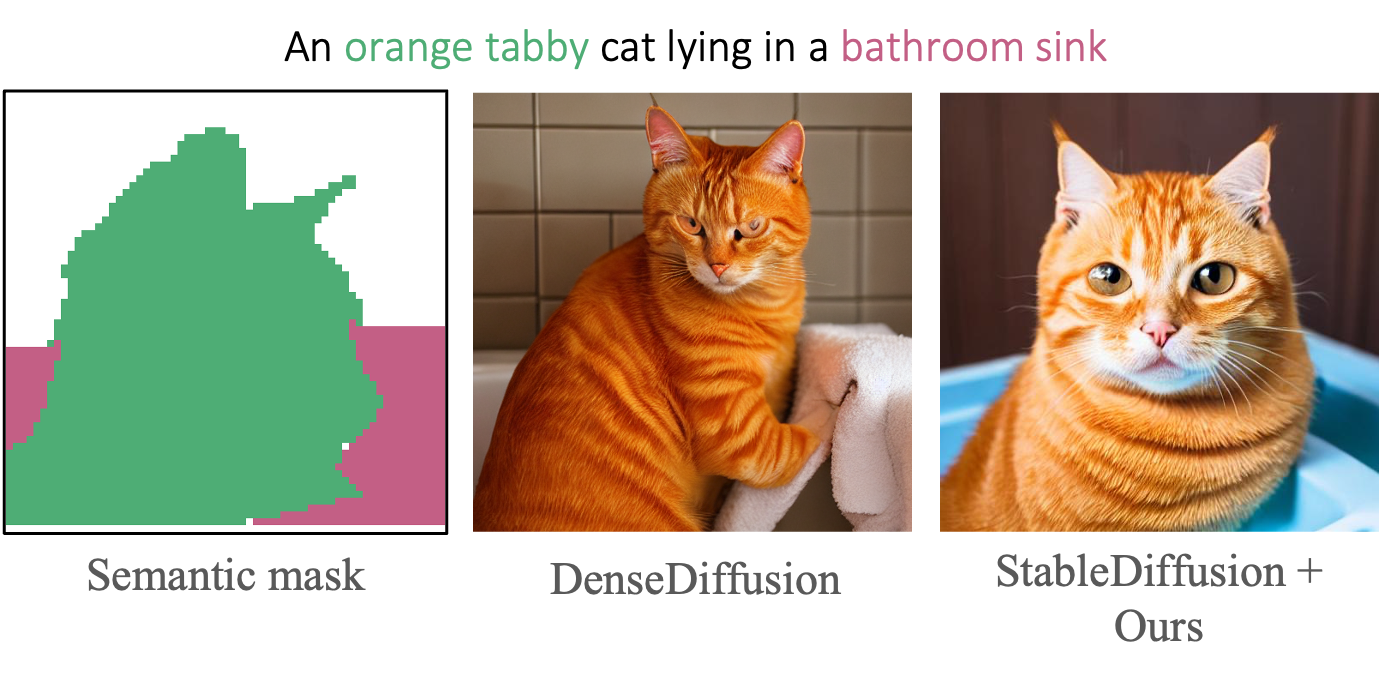 An orange tabby cat lying in a bathroom sink
Semantic mask
DenseDiffusion
StableDiffusion +
Ours